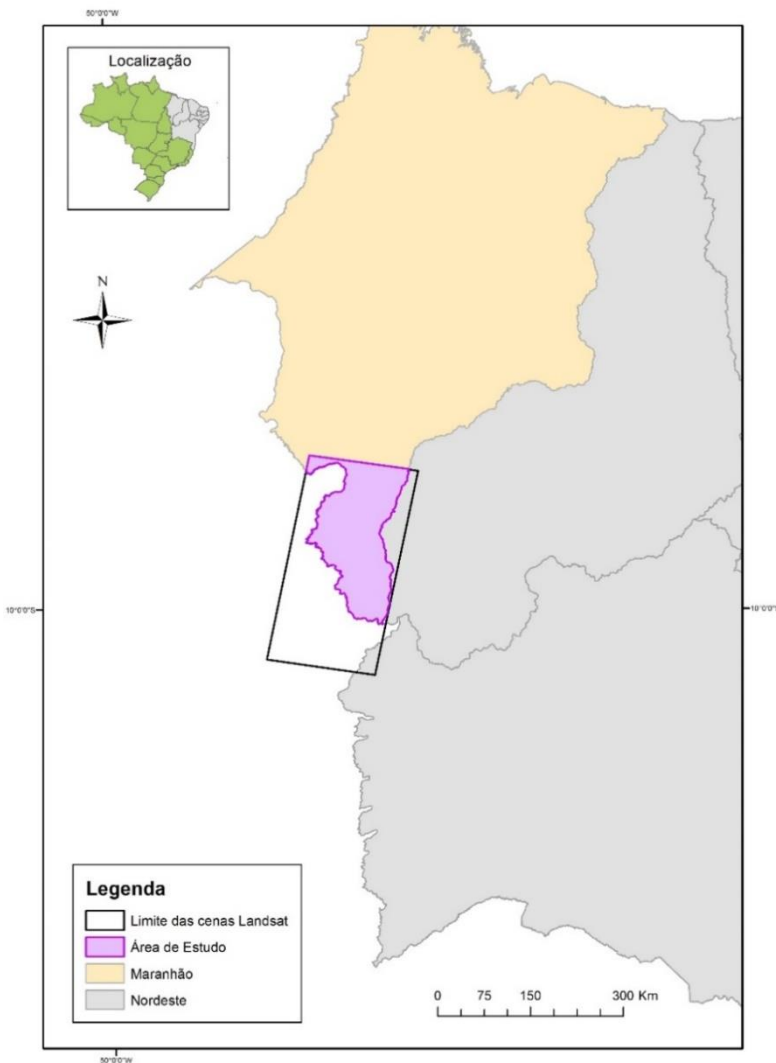 50°0'0"W
Localização
N
10°0'0"S
10°0'0"S
Legenda
Limite das cenas Landsat
Área de Estudo
Maranhão
Nordeste
0 75 150 300 Km
50°0'0"W